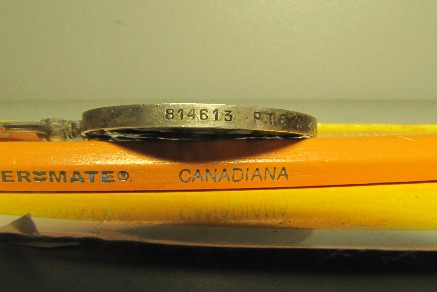 814613 PTE
ER MATE® CANADIANA